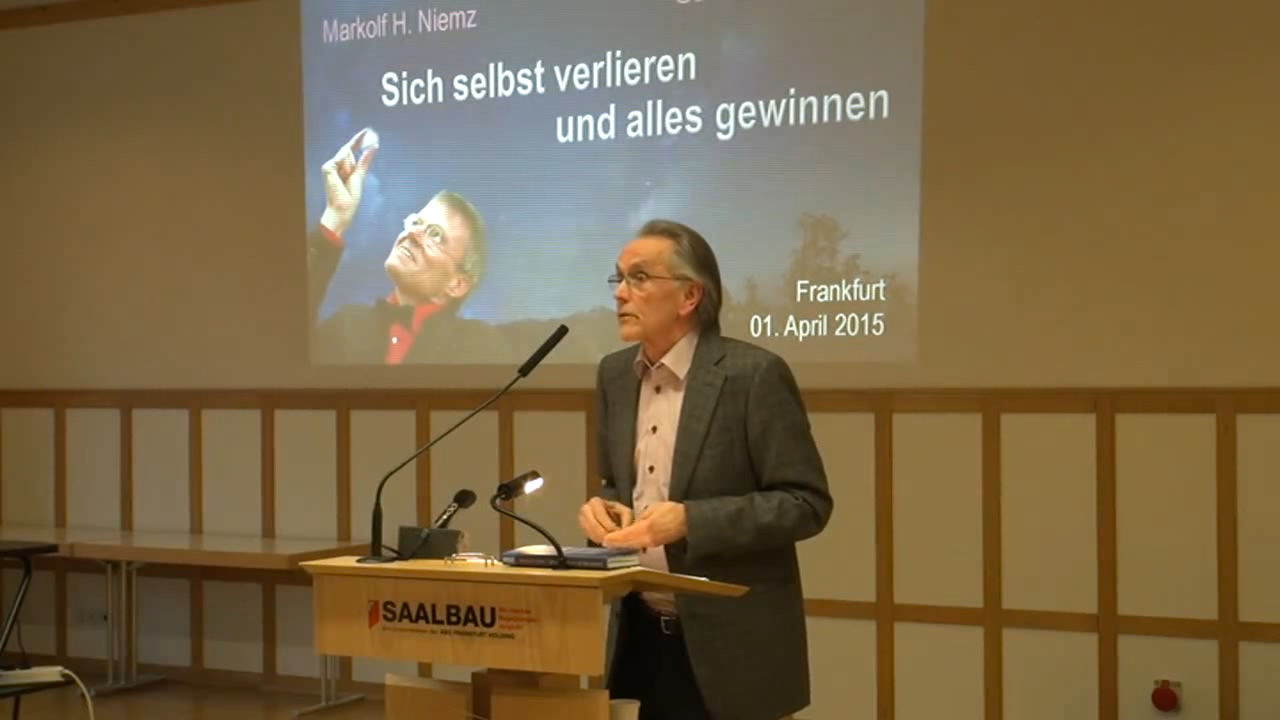 Markolf H. Niemz
Sich selbst verlieren
und alles gewinnen
Frankfurt
01. April 2015
SAALBAU